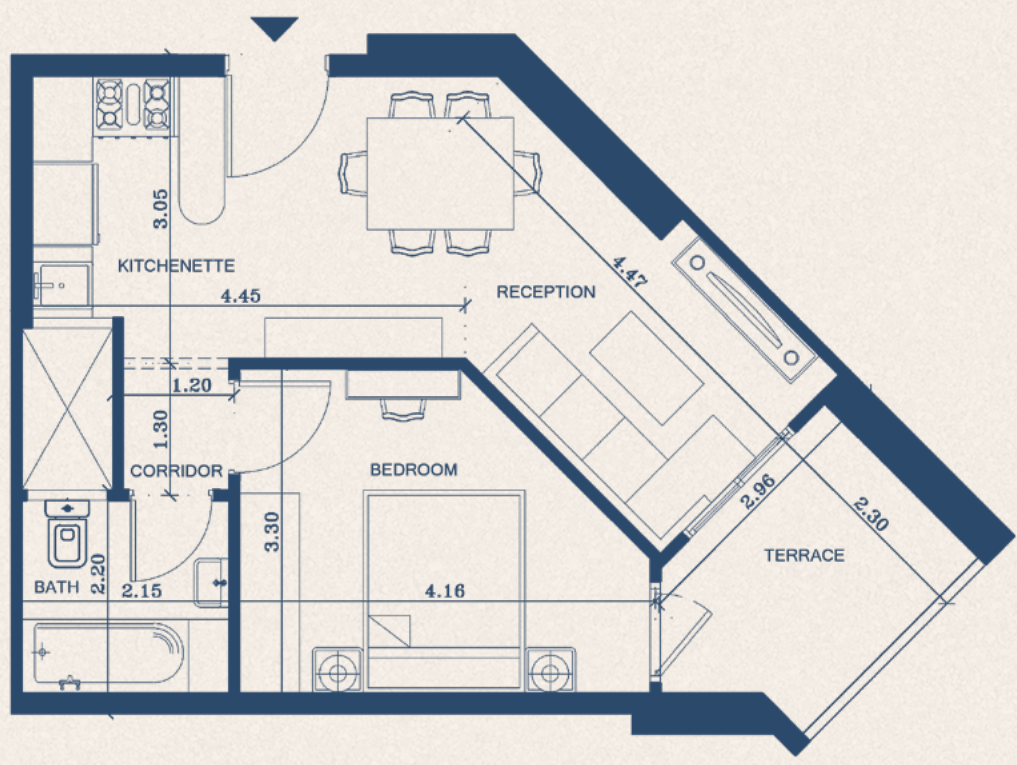 3.05
KITCHENETTE
4.45
RECEPTION
4.47
1.20
1.30
CORRIDOR
BEDROOM
3.30
2.96
2.30
TERRACE
BATH
2.20
2.15
4.16